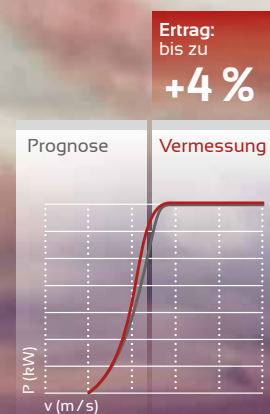 Ertrag:
bis zu
+4 %
Prognose
Vermessung
P (kW)
v (m / s)